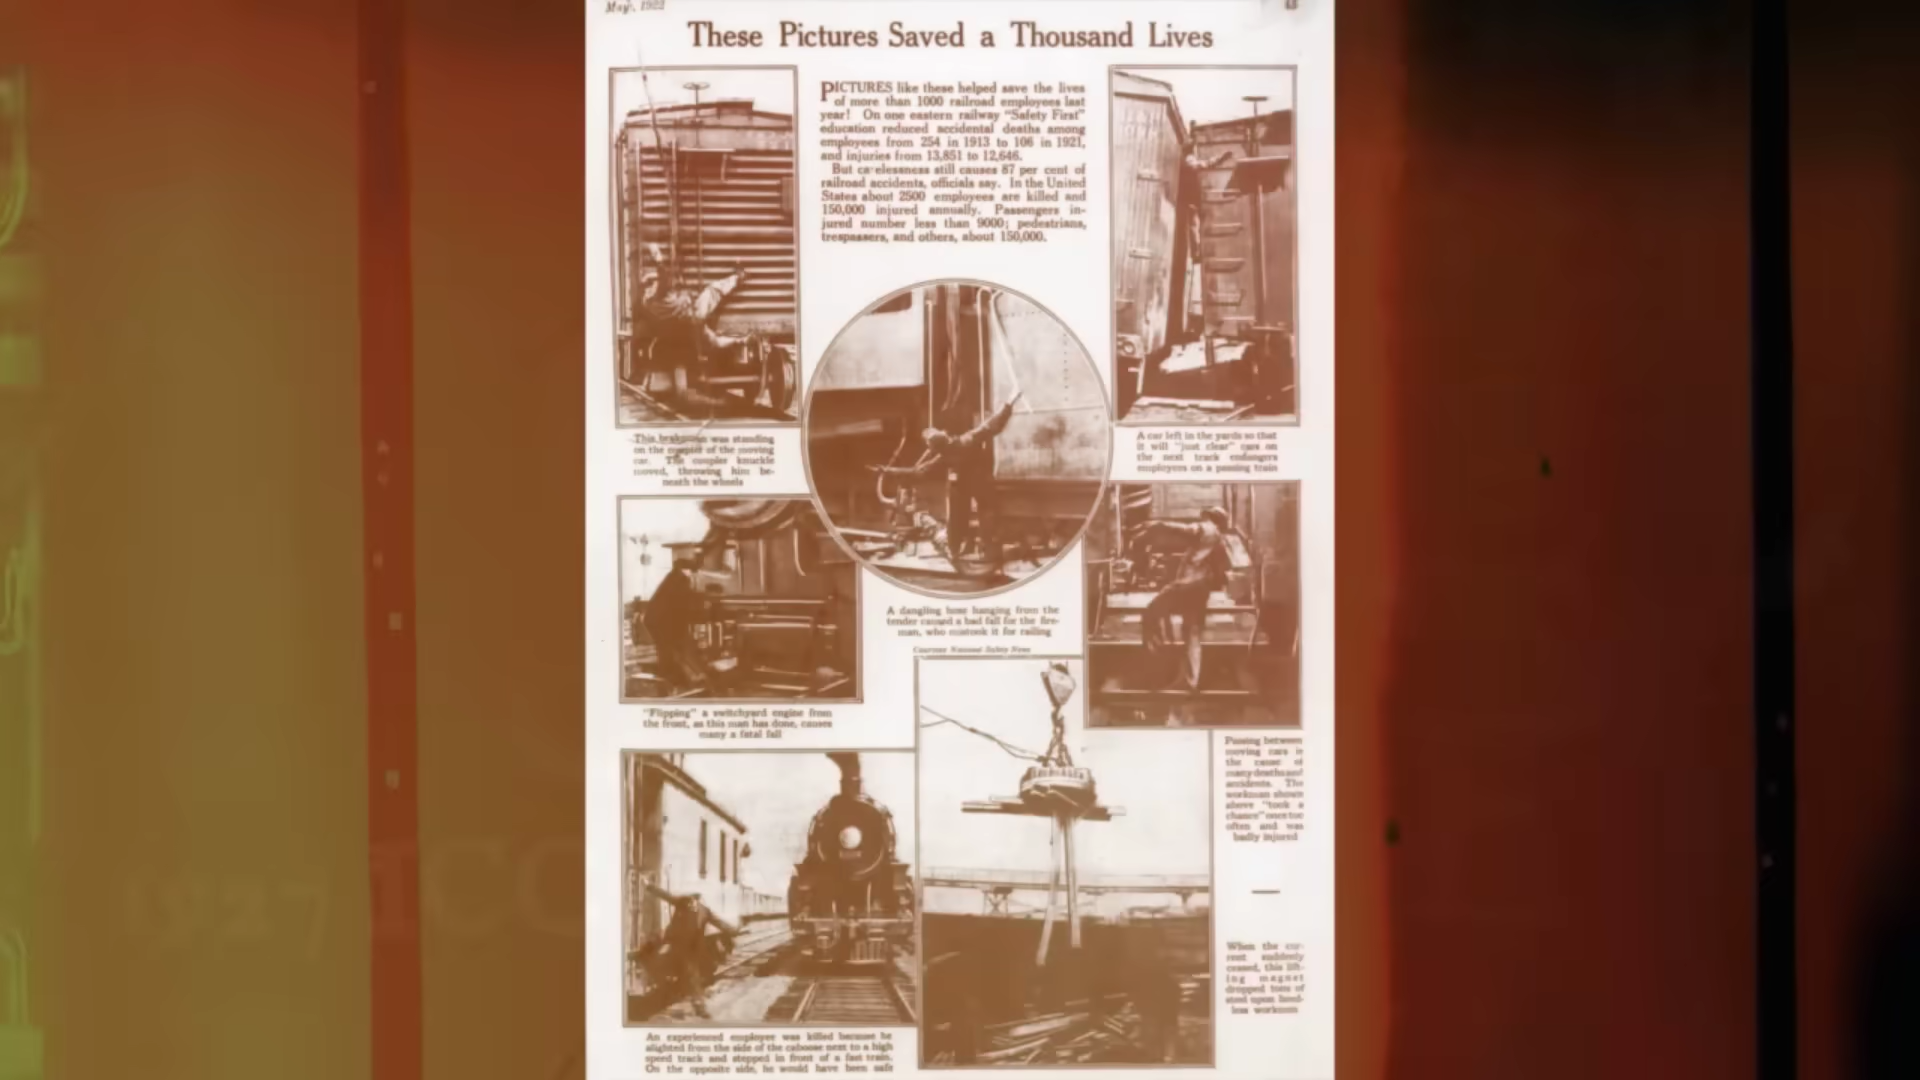 May, 1922
These Pictures Saved a Thousand Lives
PICTURES like these helped save the lives
of more than 1000 railroad employees last
year! On one eastern railway "Safety First"
education reduced accidental deaths among
employees from 254 in 1913 to 106 in 1921,
and injuries from 13,851 to 12,646.
But carelessness still causes 87 per cent of
railroad accidents, officials say. In the United
States about 2500 employees are killed and
150,000 injured annually. Passengers in-
jured number less than 9000; pedestrians,
trespassers, and others, about 150,000.
This brakeman was standing
on the coupler of the moving
car. The coupler knuckle
moved, throwing him be-
neath the wheels
A car left in the yards so that
it will "just clear" cars on
the next track endangers
employees on a passing train
A dangling hose hanging from the
tender caused a bad fall for the fire-
man, who mistook it for railing
Courtesy National Safety News
"Flipping" a switchyard engine from
the front, as this man has done, causes
many a fatal fall
Passing between
moving cars is
the cause of
many deaths and
accidents. The
workman shown
above "took a
chance" once too
often and was
badly injured
When the cur-
rent suddenly
ceased, this lift-
ing magnet
dropped tons of
steel upon heed-
less workmen
An experienced employee was killed because he
alighted from the side of the caboose next to a high
speed track and stepped in front of a fast train.
On the opposite side, he would have been safe
1927 ICC